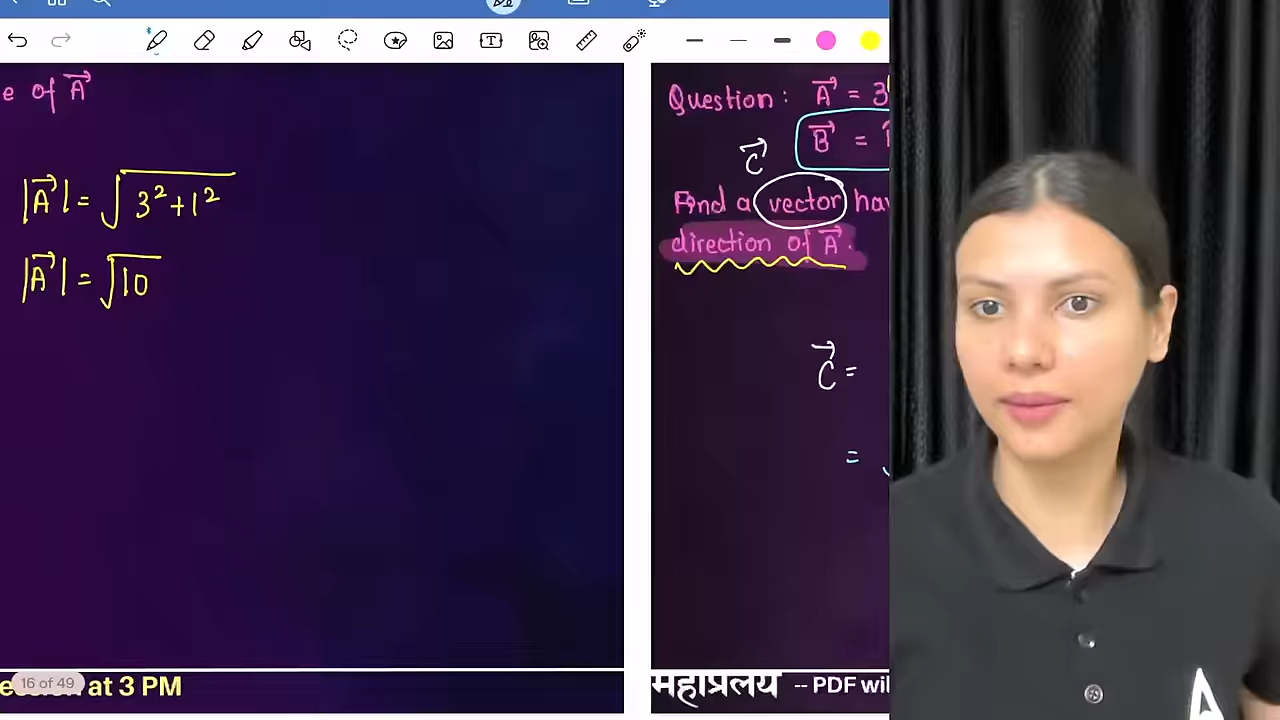 e of A⃗
|A⃗| = √3²+1²
|A⃗| = √10
16 of 49
at 3 PM
Question: A⃗ = 3
B⃗ =
C⃗
Find a vector
direction of A⃗.
C⃗ =
=
महाप्रलय -- PDF wil